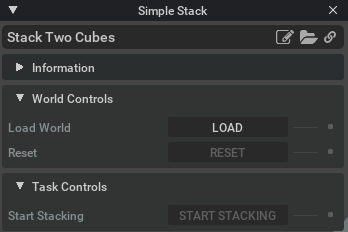 Simple Stack
Stack Two Cubes
Information
World Controls
Load World LOAD
Reset RESET
Task Controls
Start Stacking START STACKING